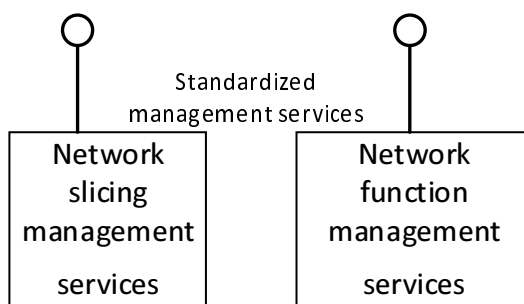 Standardized
management services
Network
slicing
management
services
Network
function
management
services